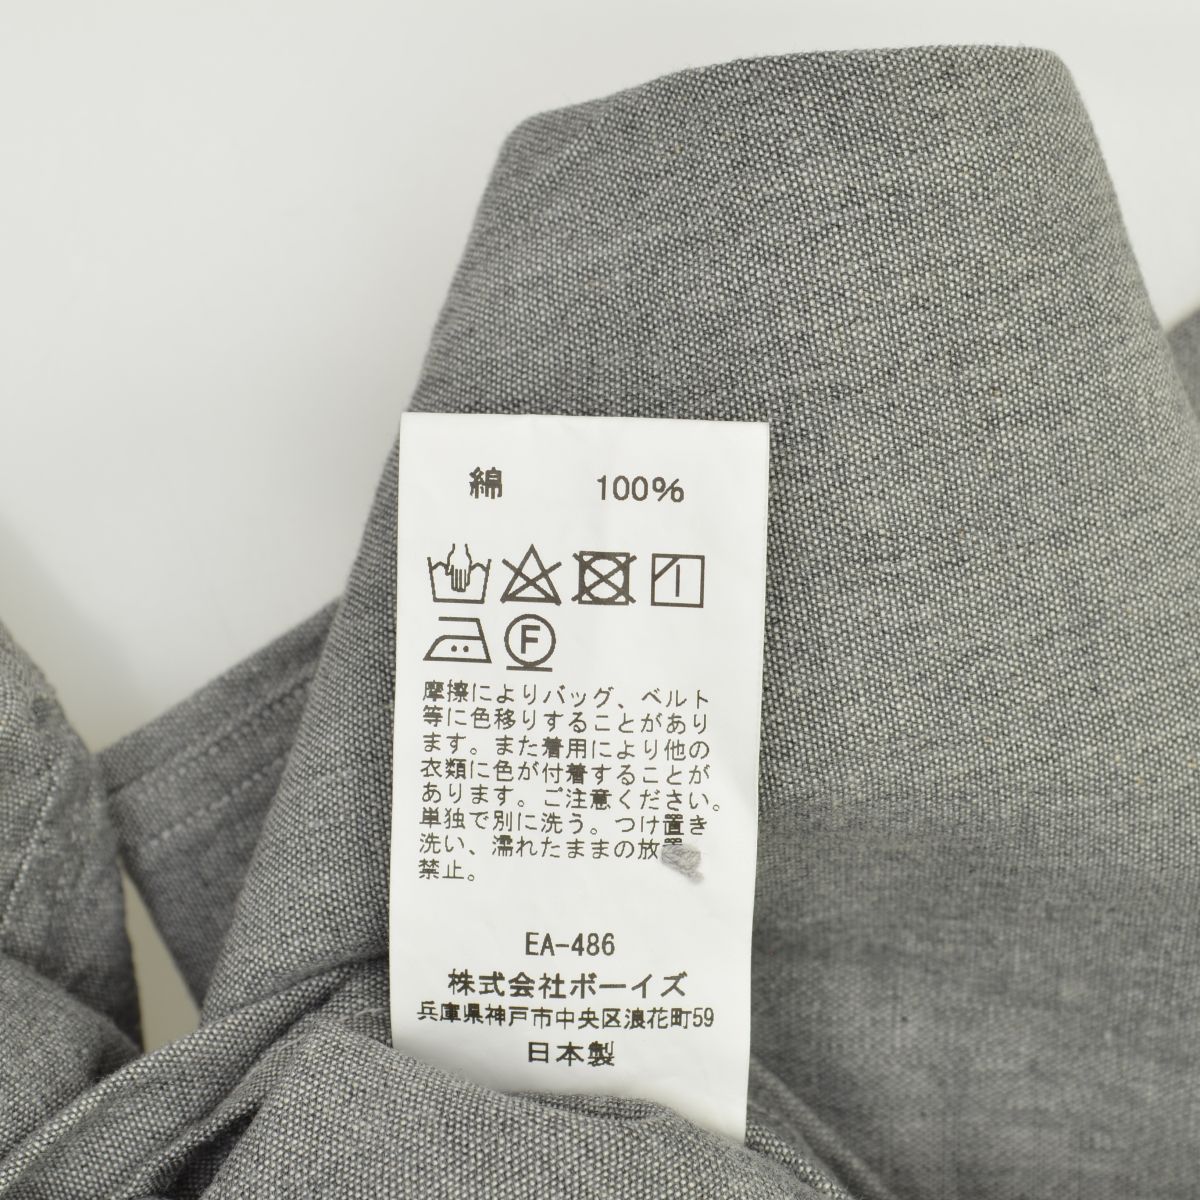 綿 100%
F
摩擦によりバッグ、ベルト
等に色移りすることがあり
ます。また着用により他の
衣類に色が付着することが
あります。ご注意ください。
単独で別に洗う。つけ置き
洗い、濡れたままの放置
禁止。
EA-486
株式会社ボーイズ
兵庫県神戸市中央区浪花町59
日本製